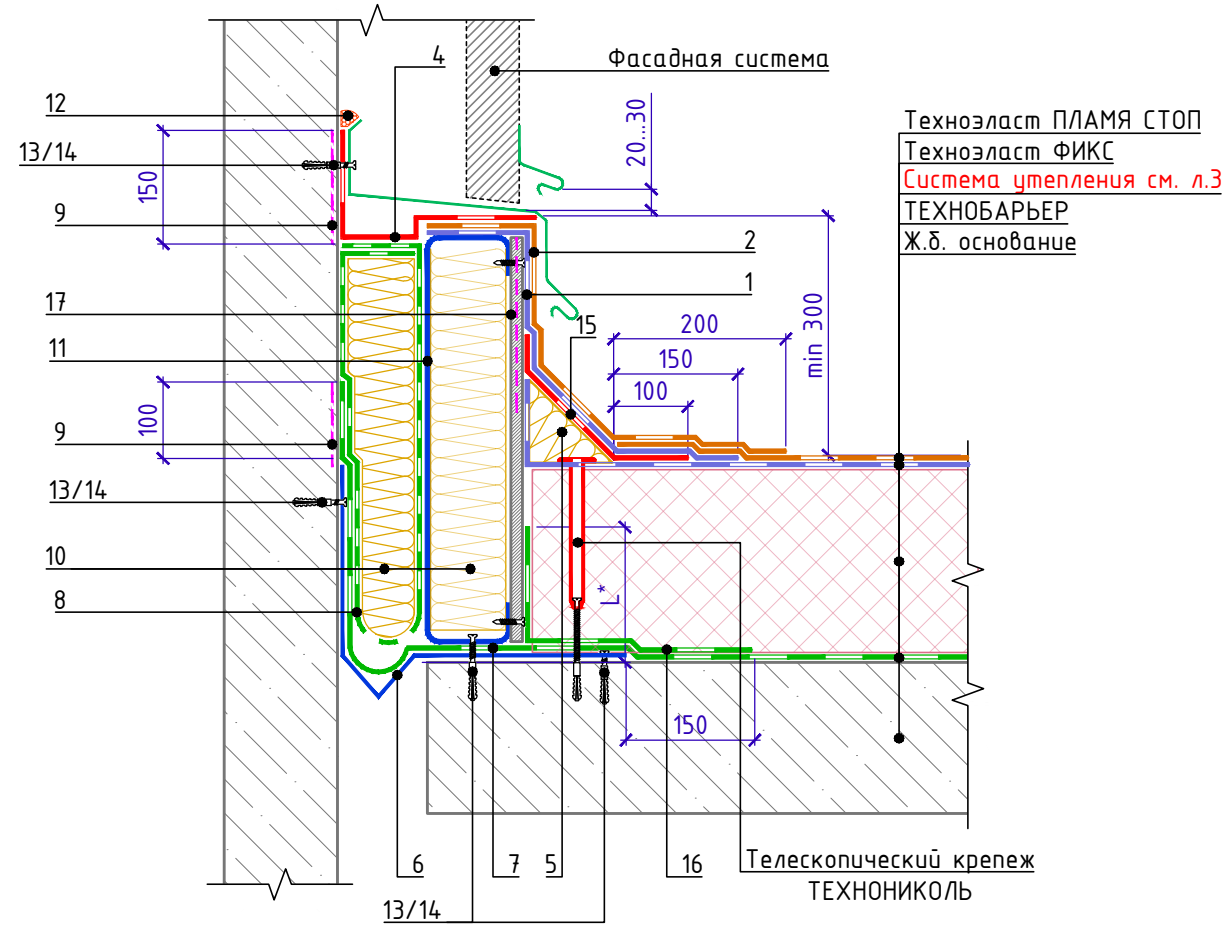 Фасадная система
4
12
13/14
150
9
17
11
100
9
13/14
10
8
20...30
2
1
15
200
150
100
min 300
Техноэласт ПЛАМЯ СТОП
Техноэласт ФИКС
Система утепления см. л.3
ТЕХНОБАРЬЕР
Ж.б. основание
L*
150
6
7
5
16
13/14
Телескопический крепеж
ТЕХНОНИКОЛЬ